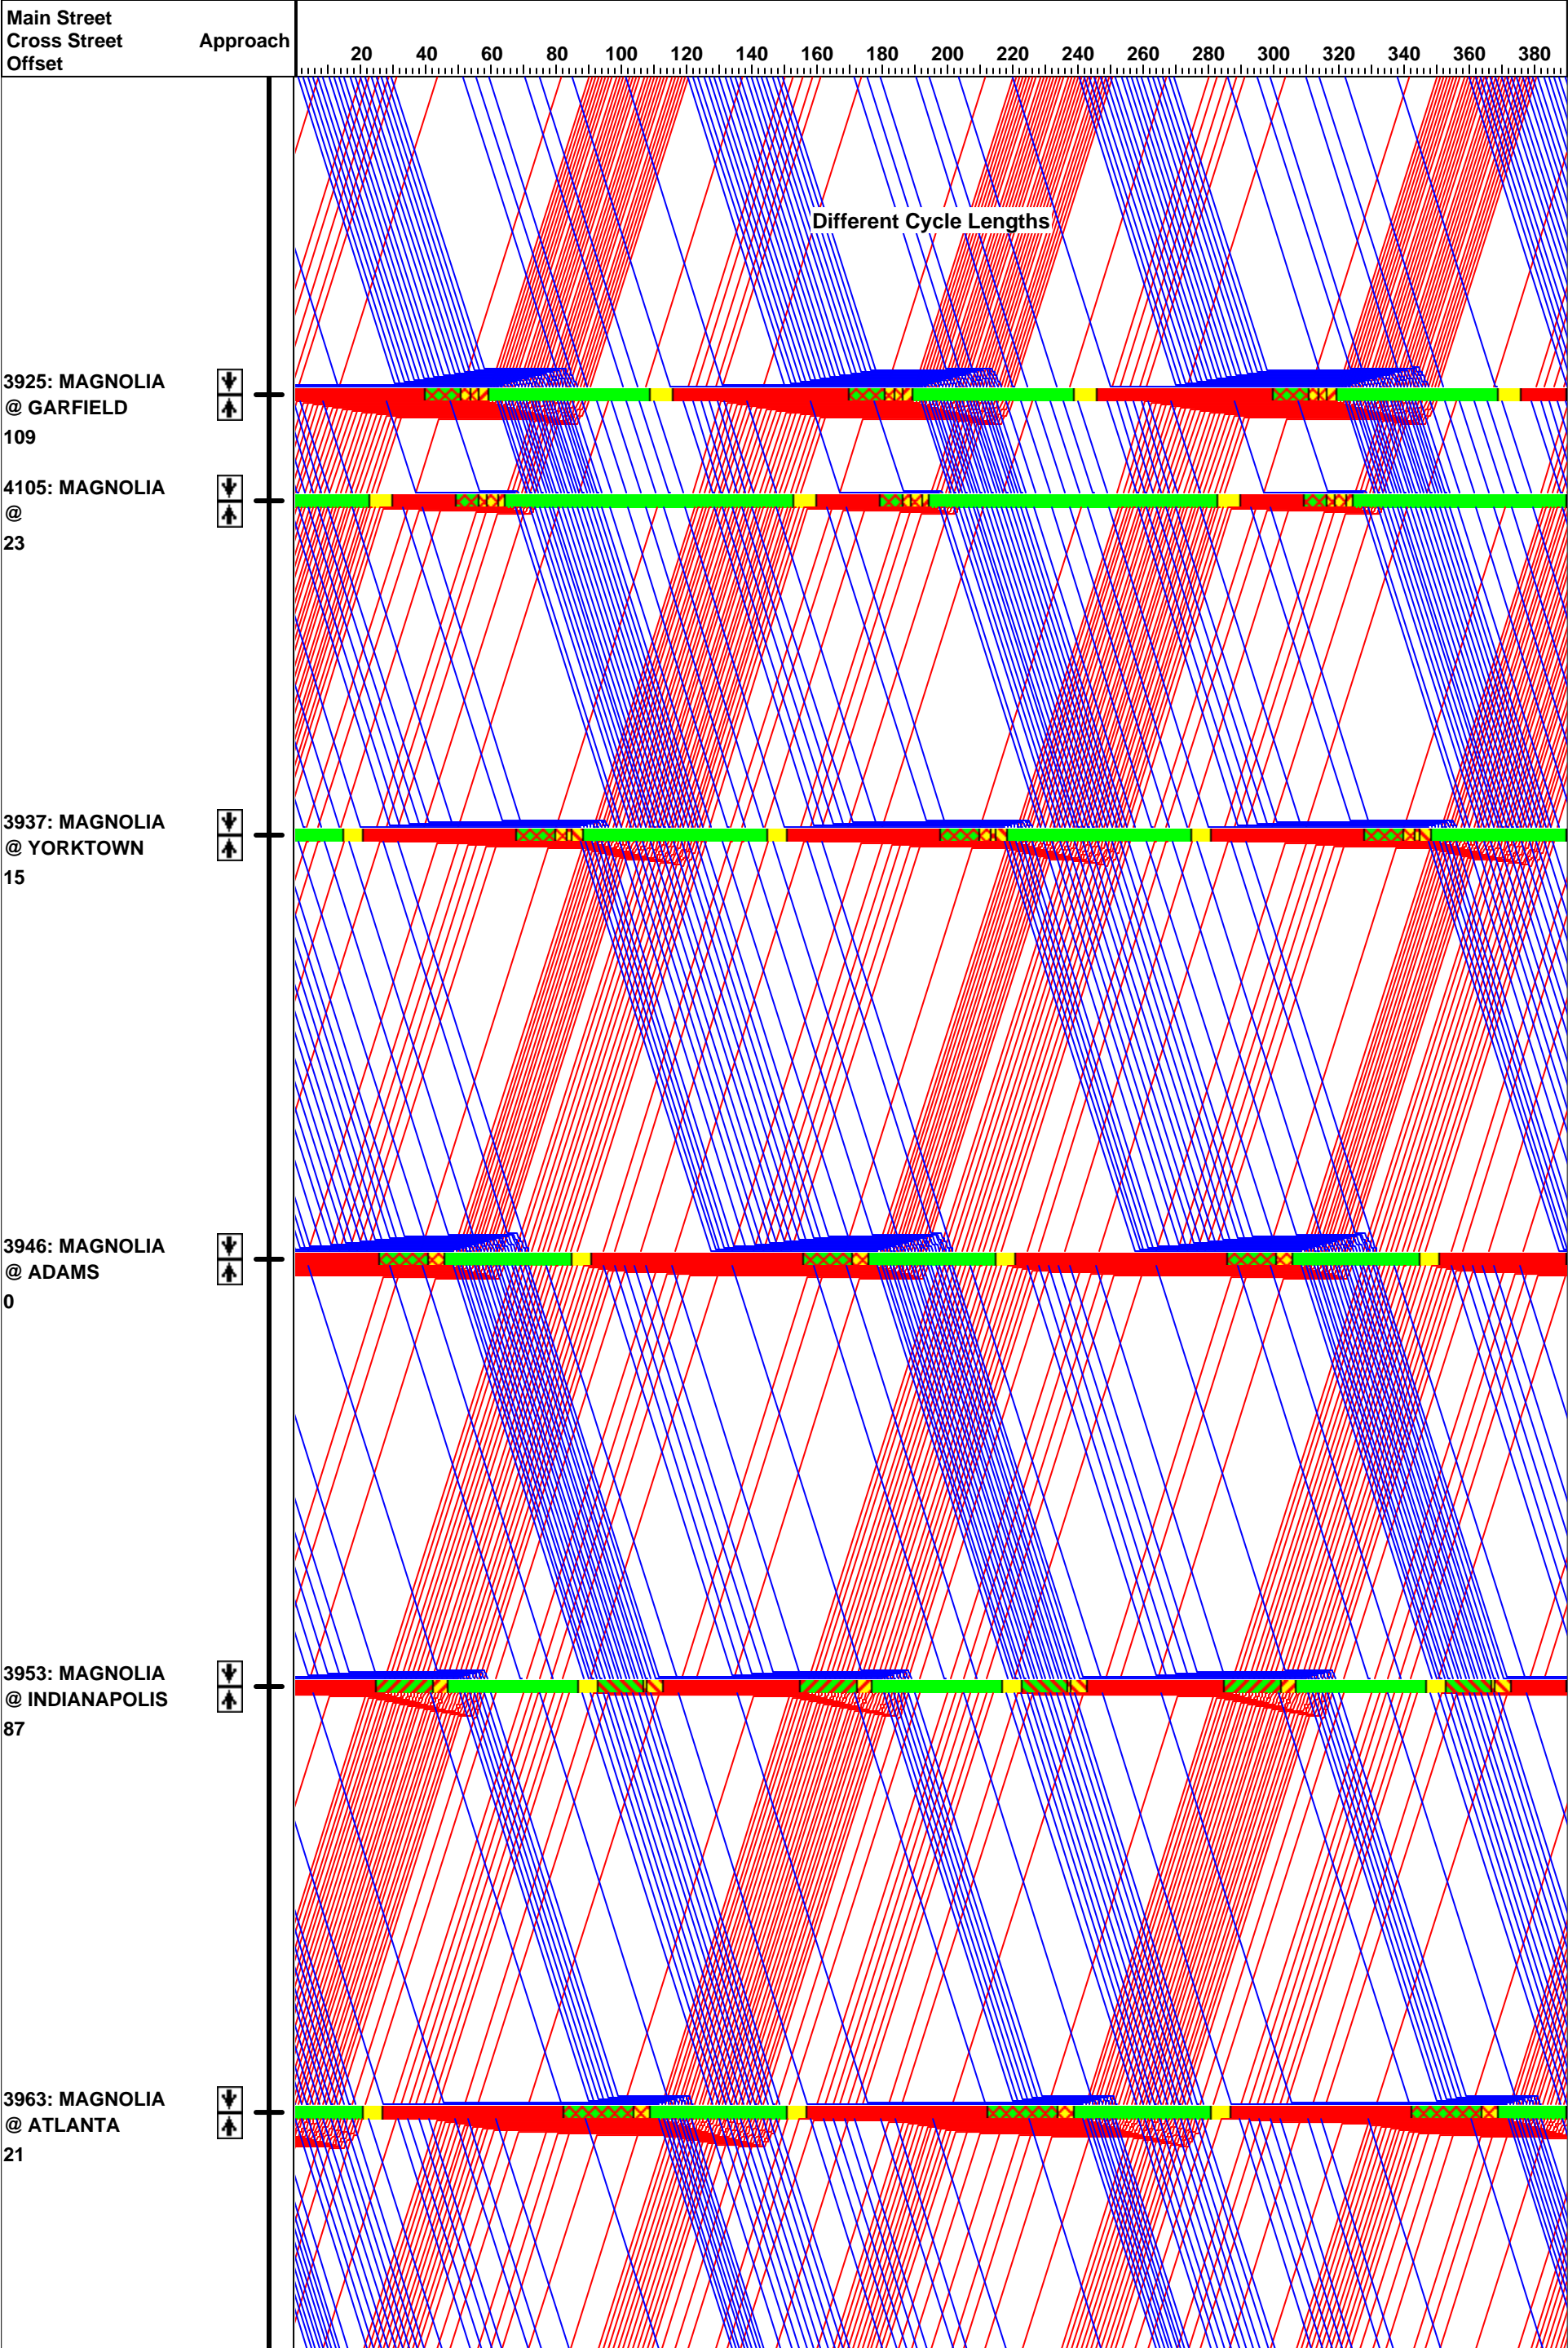 Main Street
Cross Street Approach
Offset
20 40 60 80 100 120 140 160 180 200 220 240 260 280 300 320 340 360 380
Different Cycle Lengths
3925: MAGNOLIA
@ GARFIELD
109
4105: MAGNOLIA
@
23
3937: MAGNOLIA
@ YORKTOWN
15
3946: MAGNOLIA
@ ADAMS
0
3953: MAGNOLIA
@ INDIANAPOLIS
87
3963: MAGNOLIA
@ ATLANTA
21